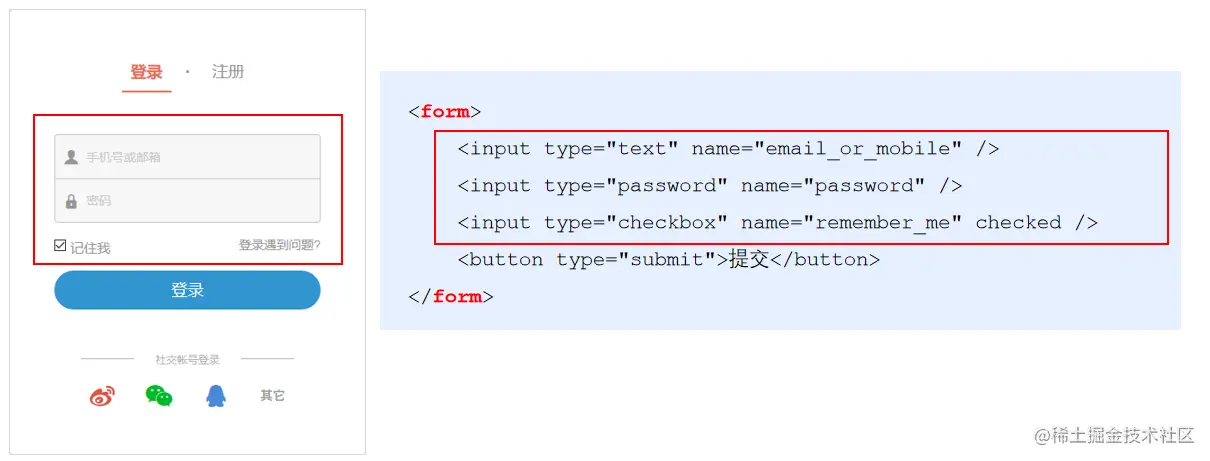 登录 · 注册
手机号或邮箱
密码
记住我 登录遇到问题?
登录
社交帐号登录
其它
<form>
<input type="text" name="email_or_mobile" />
<input type="password" name="password" />
<input type="checkbox" name="remember_me" checked />
<button type="submit">提交</button>
</form>
@稀土掘金技术社区